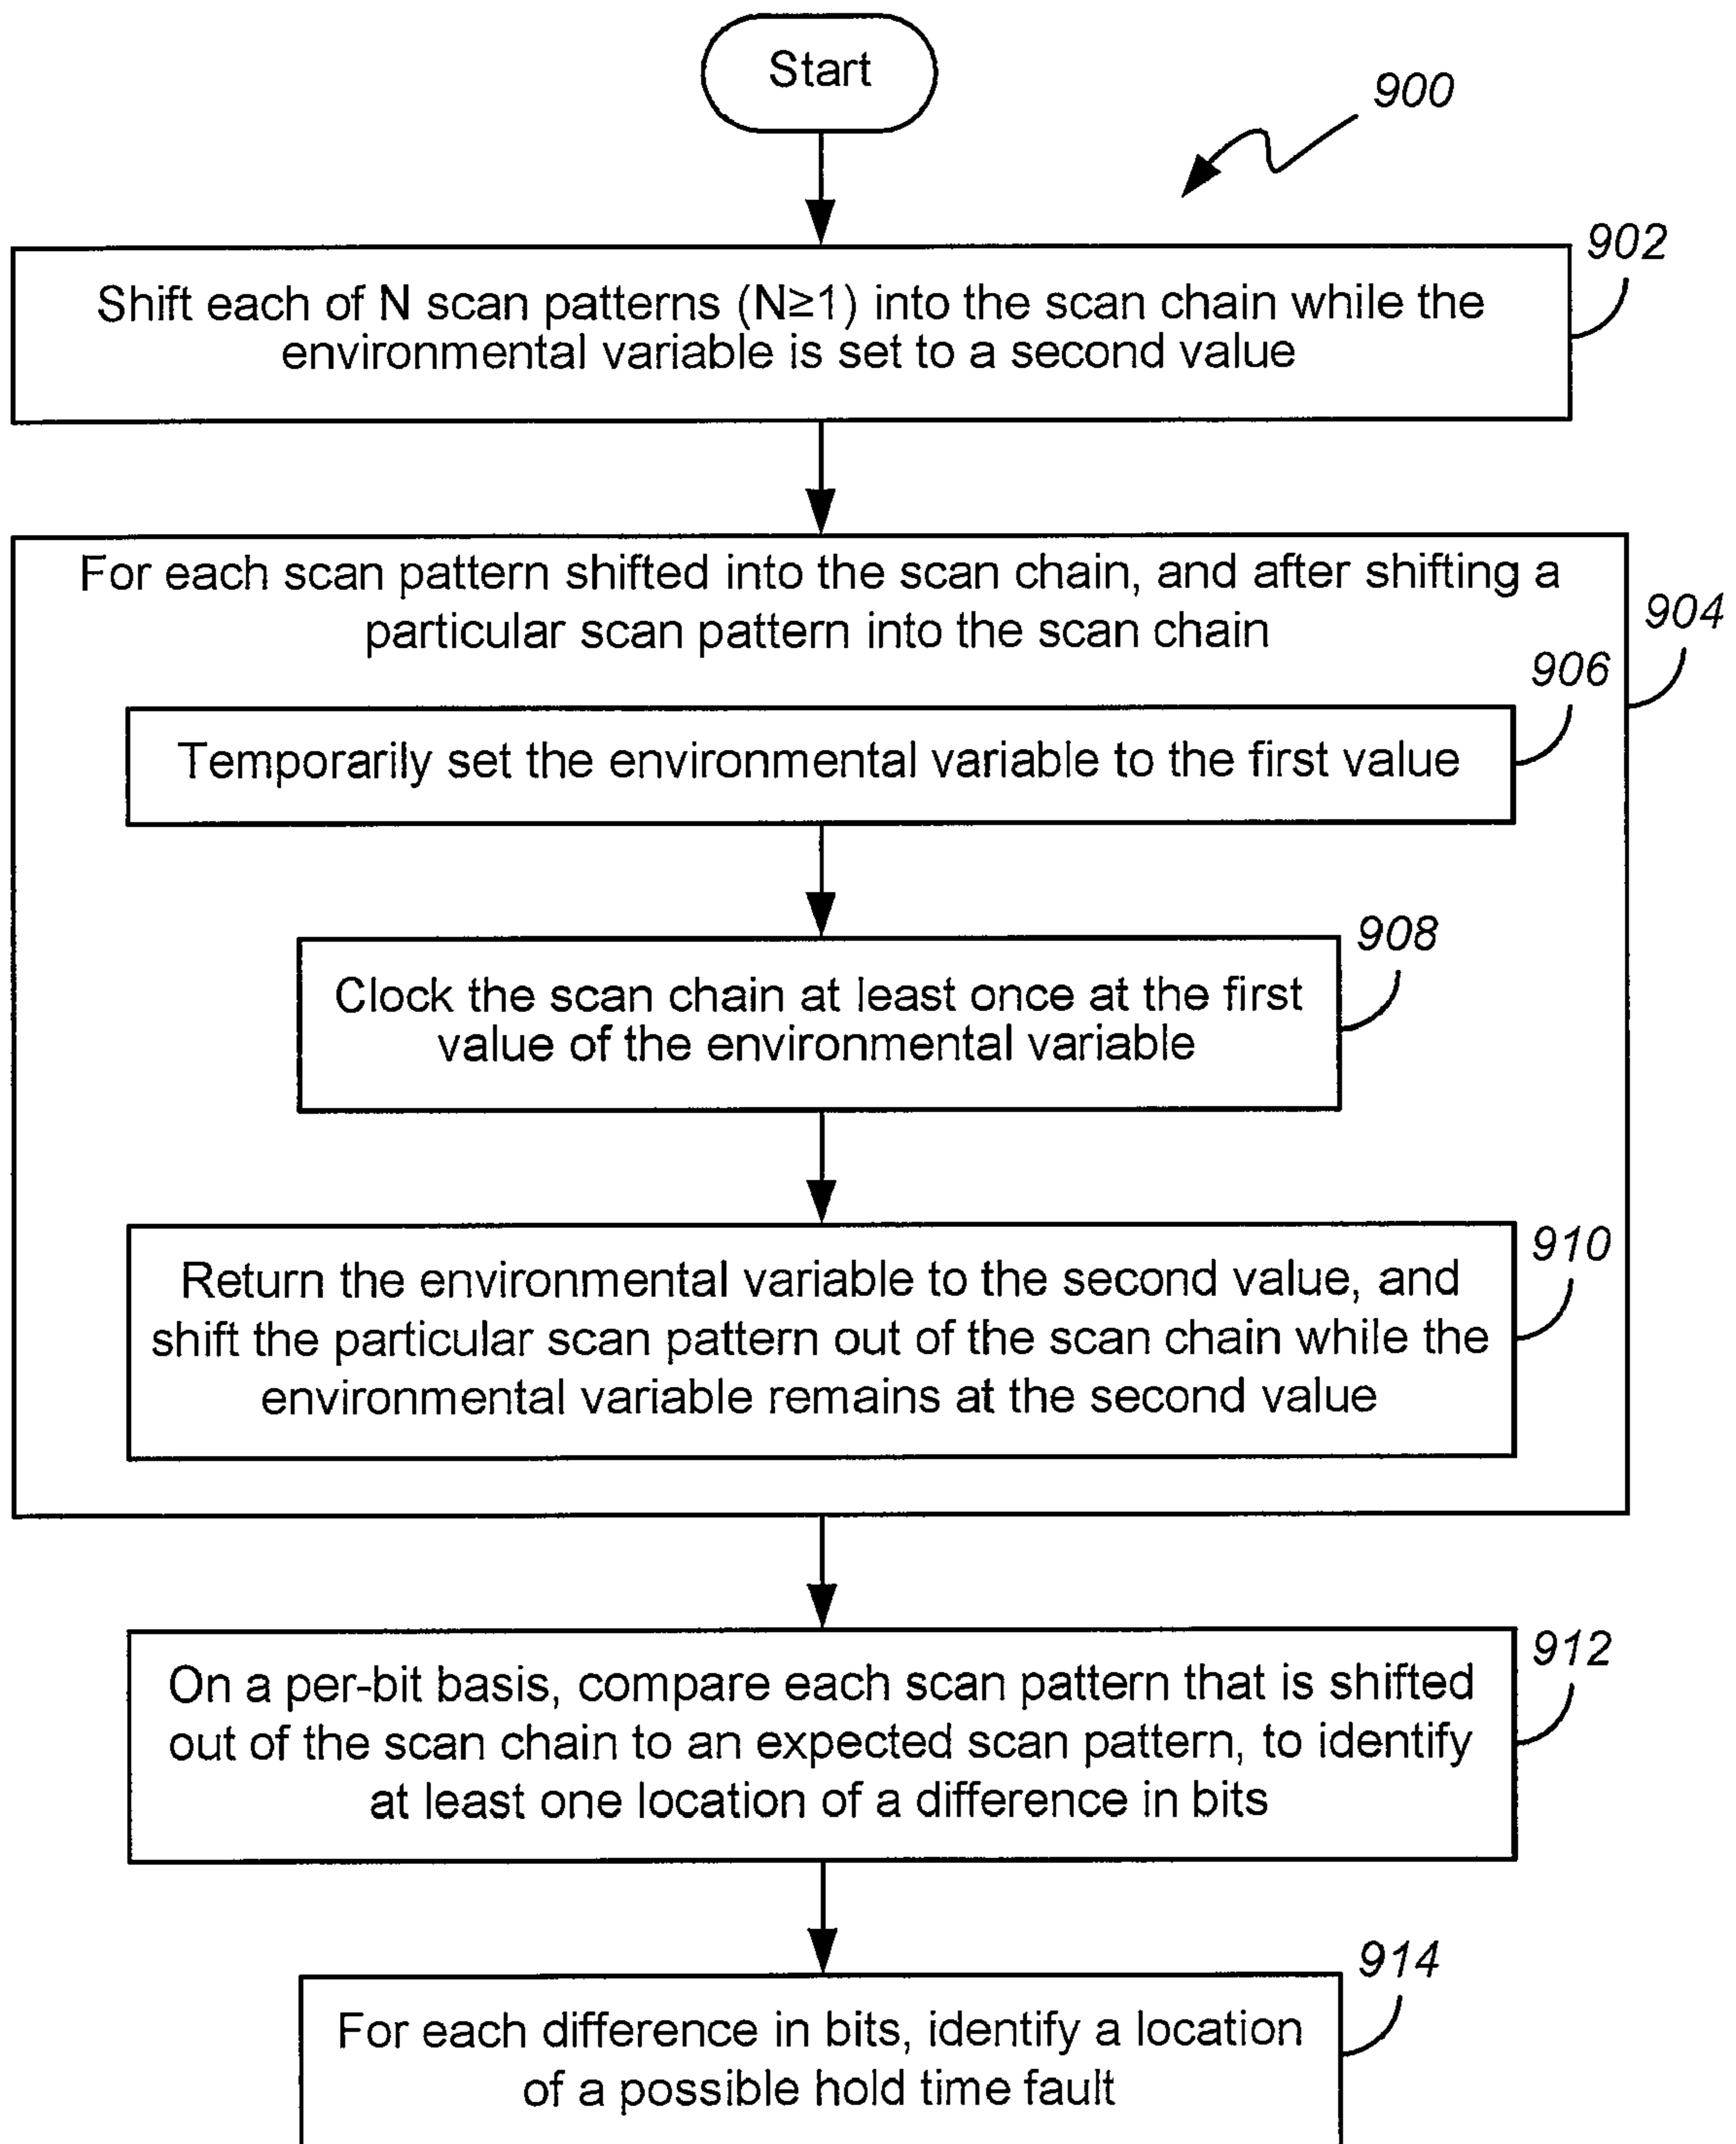 Start
900
902
Shift each of N scan patterns (N≥1) into the scan chain while the
environmental variable is set to a second value
For each scan pattern shifted into the scan chain, and after shifting a
particular scan pattern into the scan chain
904
906
Temporarily set the environmental variable to the first value
908
Clock the scan chain at least once at the first
value of the environmental variable
910
Return the environmental variable to the second value, and
shift the particular scan pattern out of the scan chain while the
environmental variable remains at the second value
912
On a per-bit basis, compare each scan pattern that is shifted
out of the scan chain to an expected scan pattern, to identify
at least one location of a difference in bits
914
For each difference in bits, identify a location
of a possible hold time fault